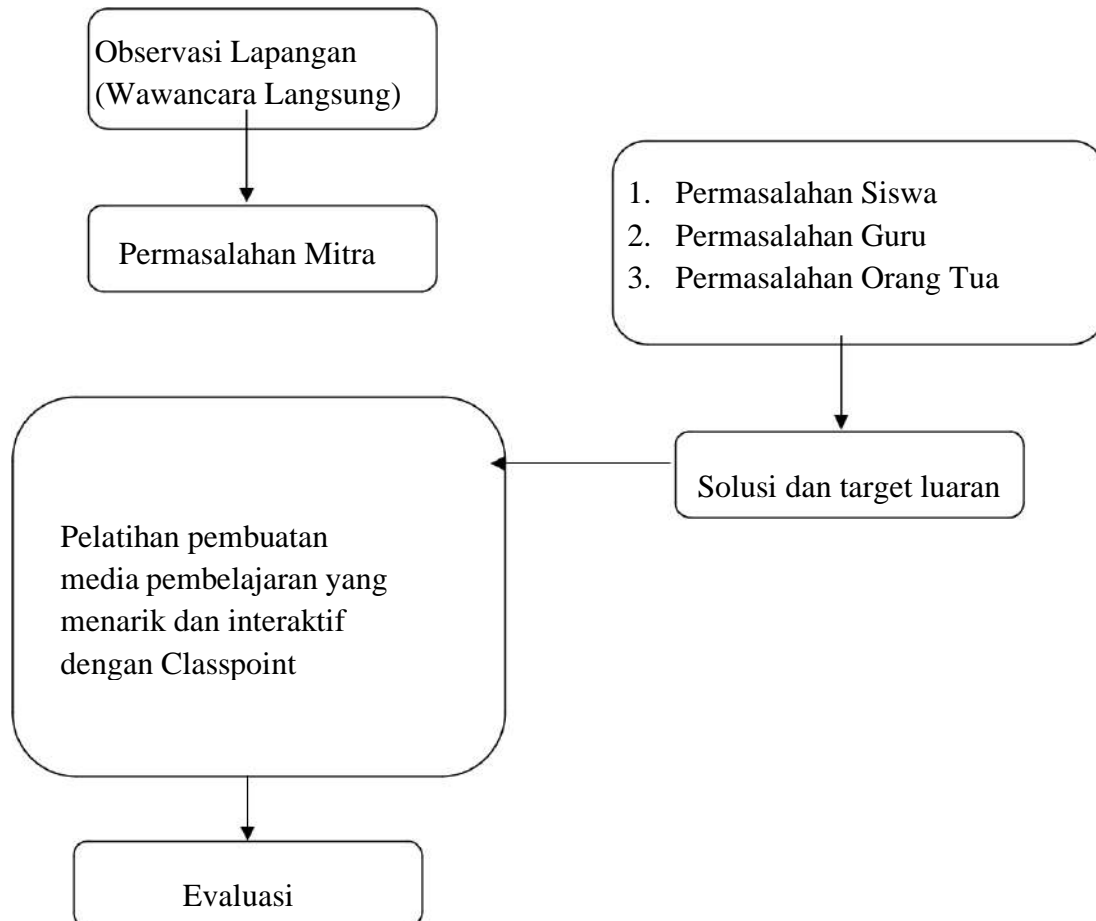 Observasi Lapangan
(Wawancara Langsung)
Permasalahan Mitra
1. Permasalahan Siswa
2. Permasalahan Guru
3. Permasalahan Orang Tua
Solusi dan target luaran
Pelatihan pembuatan
media pembelajaran yang
menarik dan interaktif
dengan Classpoint
Evaluasi